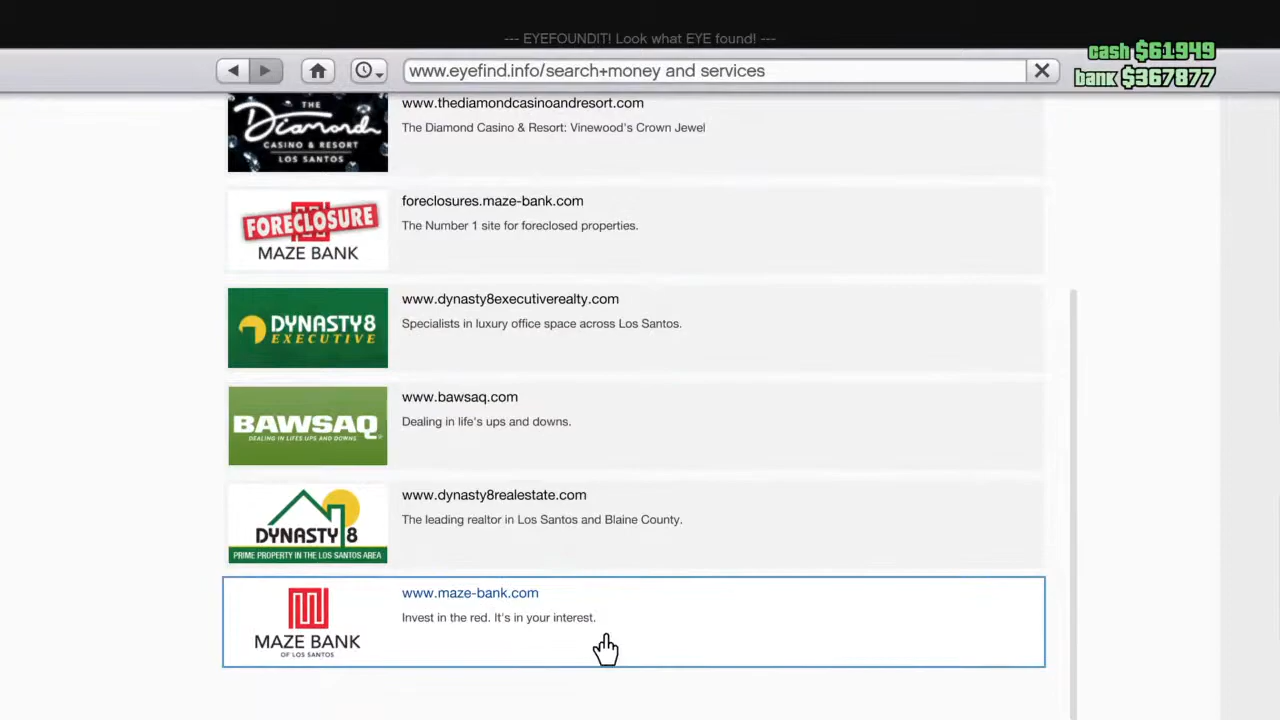 --- EYEFOUNDIT! Look what EYE found! ---
cash $61949
www.eyefind.info/search+money and services
bank $367877
THE
Diamond
CASINO & RESORT
LOS SANTOS
www.thediamondcasinoandresort.com
The Diamond Casino & Resort: Vinewood's Crown Jewel
FORECLOSURE
MAZE BANK
foreclosures.maze-bank.com
The Number 1 site for foreclosed properties.
DYNASTY8
EXECUTIVE
www.dynasty8executiverealty.com
Specialists in luxury office space across Los Santos.
BAWSAQ
DEALING IN LIFES UPS AND DOWNS
www.bawsaq.com
Dealing in life's ups and downs.
DYNASTY 8
PRIME PROPERTY IN THE LOS SANTOS AREA
www.dynasty8realestate.com
The leading realtor in Los Santos and Blaine County.
MAZE BANK
OF LOS SANTOS
www.maze-bank.com
Invest in the red. It's in your interest.